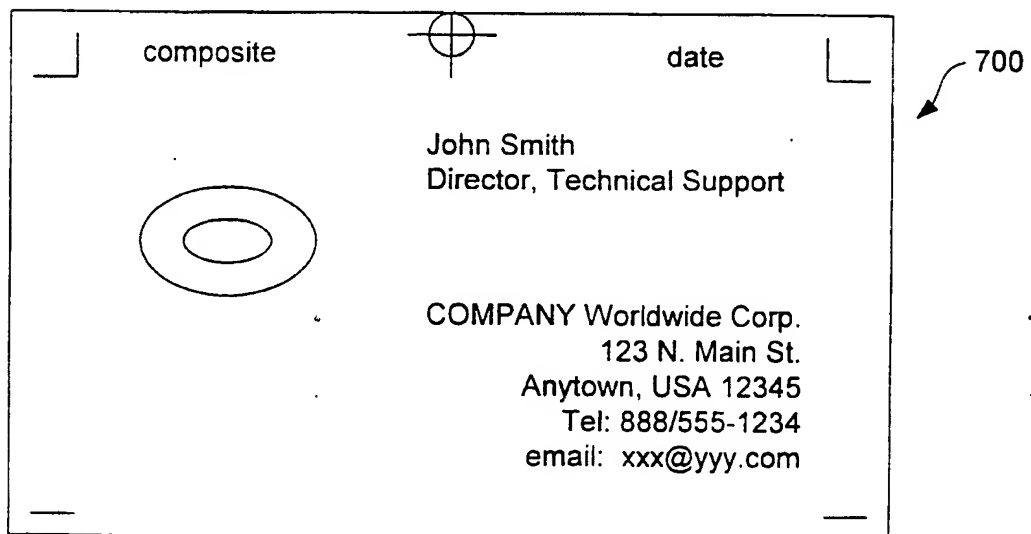 composite date
700
John Smith
Director, Technical Support
COMPANY Worldwide Corp.
123 N. Main St.
Anytown, USA 12345
Tel: 888/555-1234
email: xxx@yyy.com